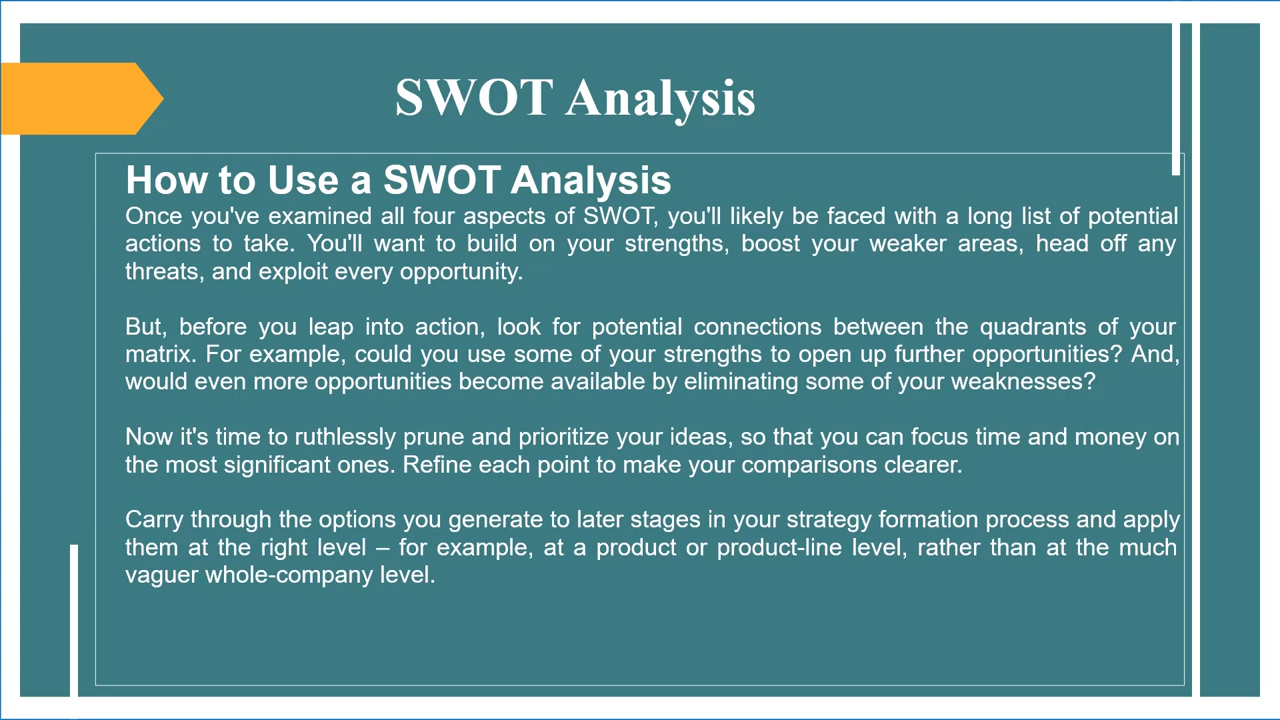 SWOT Analysis
How to Use a SWOT Analysis
Once you've examined all four aspects of SWOT, you'll likely be faced with a long list of potential
actions to take. You'll want to build on your strengths, boost your weaker areas, head off any
threats, and exploit every opportunity.
But, before you leap into action, look for potential connections between the quadrants of your
matrix. For example, could you use some of your strengths to open up further opportunities? And,
would even more opportunities become available by eliminating some of your weaknesses?
Now it's time to ruthlessly prune and prioritize your ideas, so that you can focus time and money on
the most significant ones. Refine each point to make your comparisons clearer.
Carry through the options you generate to later stages in your strategy formation process and apply
them at the right level – for example, at a product or product-line level, rather than at the much
vaguer whole-company level.